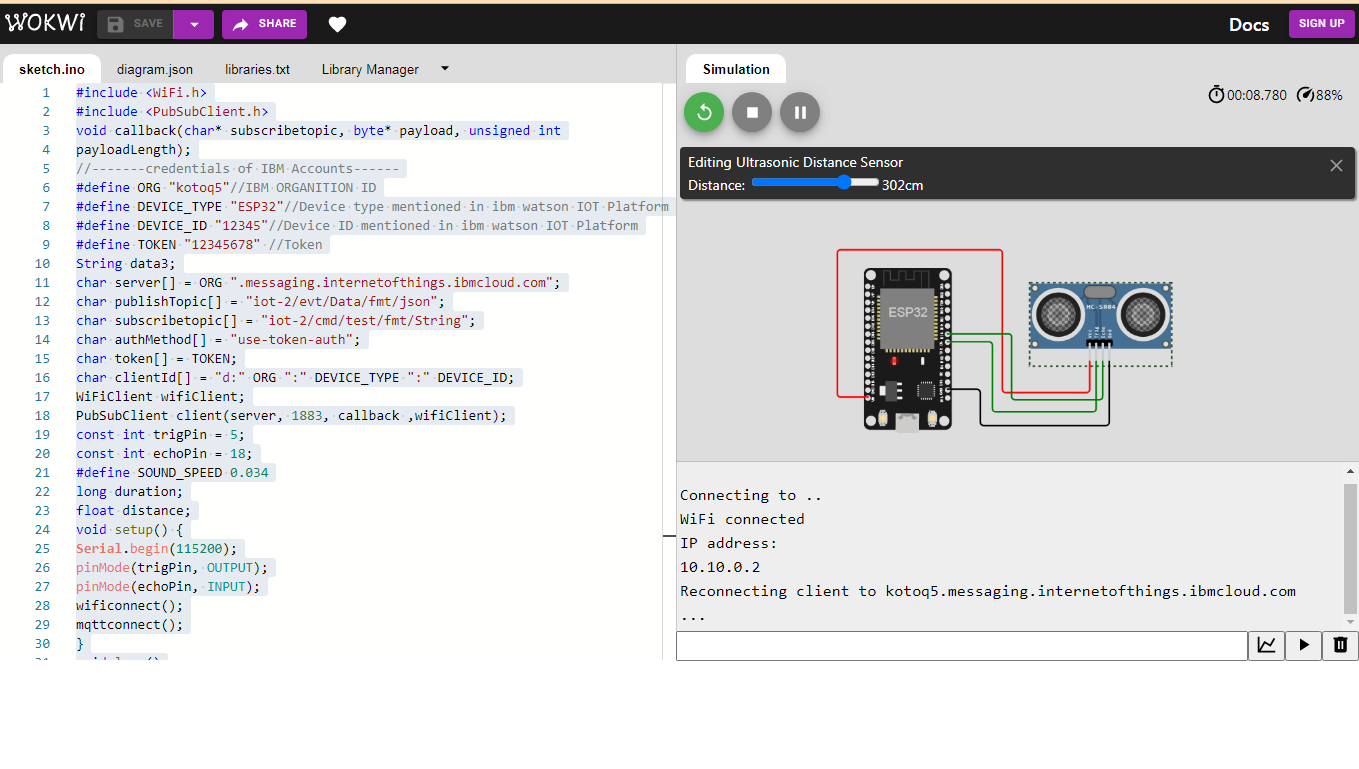 WOKWI
SAVE
SHARE
Docs
SIGN UP
sketch.ino
diagram.json
libraries.txt
Library Manager
1 #include <WiFi.h>
2 #include <PubSubClient.h>
3 void callback(char* subscribetopic, byte* payload, unsigned int
4 payloadLength);
5 //-------credentials of IBM Accounts------
6 #define ORG "kotoq5"//IBM ORGANITION ID
7 #define DEVICE_TYPE "ESP32"//Device type mentioned in ibm watson IOT Platform
8 #define DEVICE_ID "12345"//Device ID mentioned in ibm watson IOT Platform
9 #define TOKEN "12345678" //Token
10 String data3;
11 char server[] = ORG ".messaging.internetofthings.ibmcloud.com";
12 char publishTopic[] = "iot-2/evt/Data/fmt/json";
13 char subscribetopic[] = "iot-2/cmd/test/fmt/String";
14 char authMethod[] = "use-token-auth";
15 char token[] = TOKEN;
16 char clientId[] = "d:" ORG ":" DEVICE_TYPE ":" DEVICE_ID;
17 WiFiClient wifiClient;
18 PubSubClient client(server, 1883, callback ,wifiClient);
19 const int trigPin = 5;
20 const int echoPin = 18;
21 #define SOUND_SPEED 0.034
22 long duration;
23 float distance;
24 void setup() {
25 Serial.begin(115200);
26 pinMode(trigPin, OUTPUT);
27 pinMode(echoPin, INPUT);
28 wificonnect();
29 mqttconnect();
30 }
Simulation
00:08.780
88%
Editing Ultrasonic Distance Sensor
Distance: 302cm
ESP32
HC-SR04
Connecting to ..
WiFi connected
IP address:
10.10.0.2
Reconnecting client to kotoq5.messaging.internetofthings.ibmcloud.com
...